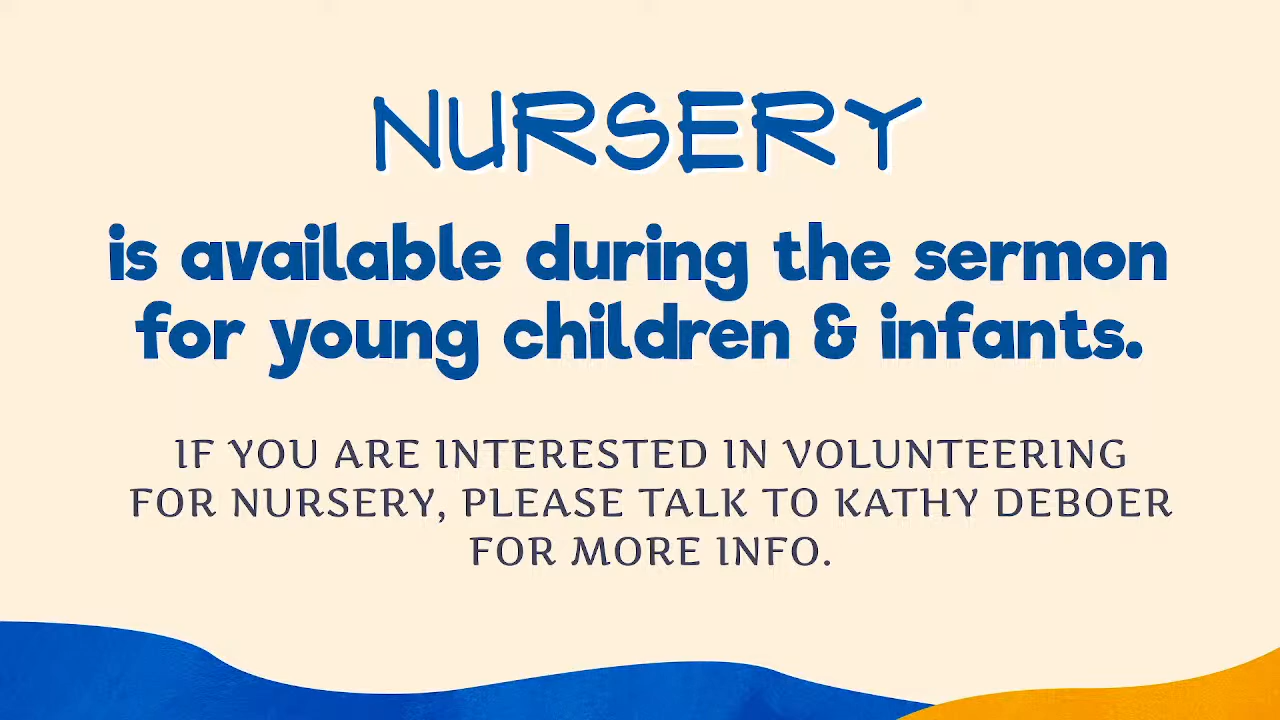 NURSERY
is available during the sermon
for young children & infants.
IF YOU ARE INTERESTED IN VOLUNTEERING
FOR NURSERY, PLEASE TALK TO KATHY DEBOER
FOR MORE INFO.